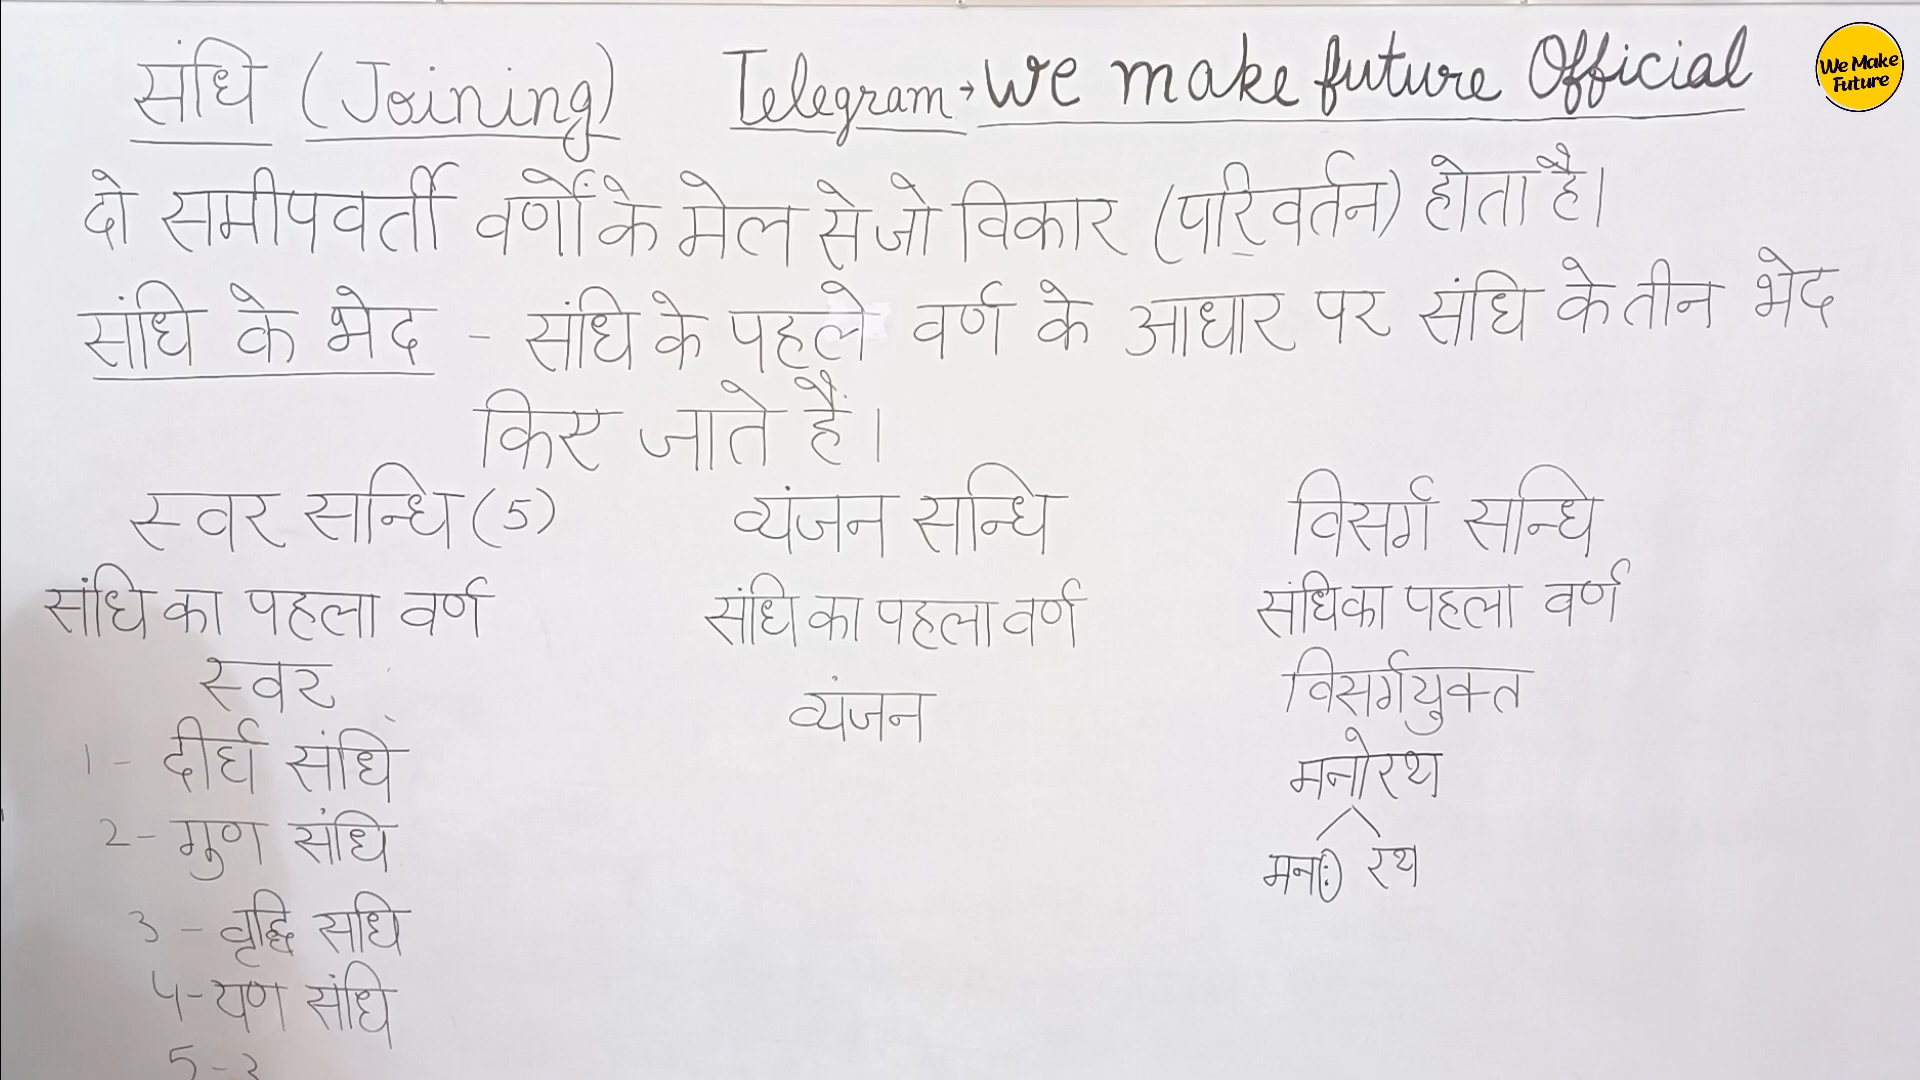 संधि (Joining) Telegram→We make future Official
We Make
Future
दो समीपवर्ती वर्णों के मेल से जो विकार (परिवर्तन) होता है।
संधि के भेद - संधि के पहले वर्ण के आधार पर संधि के तीन भेद
किए जाते हैं।
स्वर सन्धि (5) व्यंजन सन्धि विसर्ग सन्धि
संधि का पहला वर्ण संधि का पहला वर्ण संधि का पहला वर्ण
स्वर व्यंजन विसर्गयुक्त
1- दीर्घ संधि मनोरथ
2- गुण संधि मनः रथ
3 - वृद्धि सधि
4-यण संधि
5-